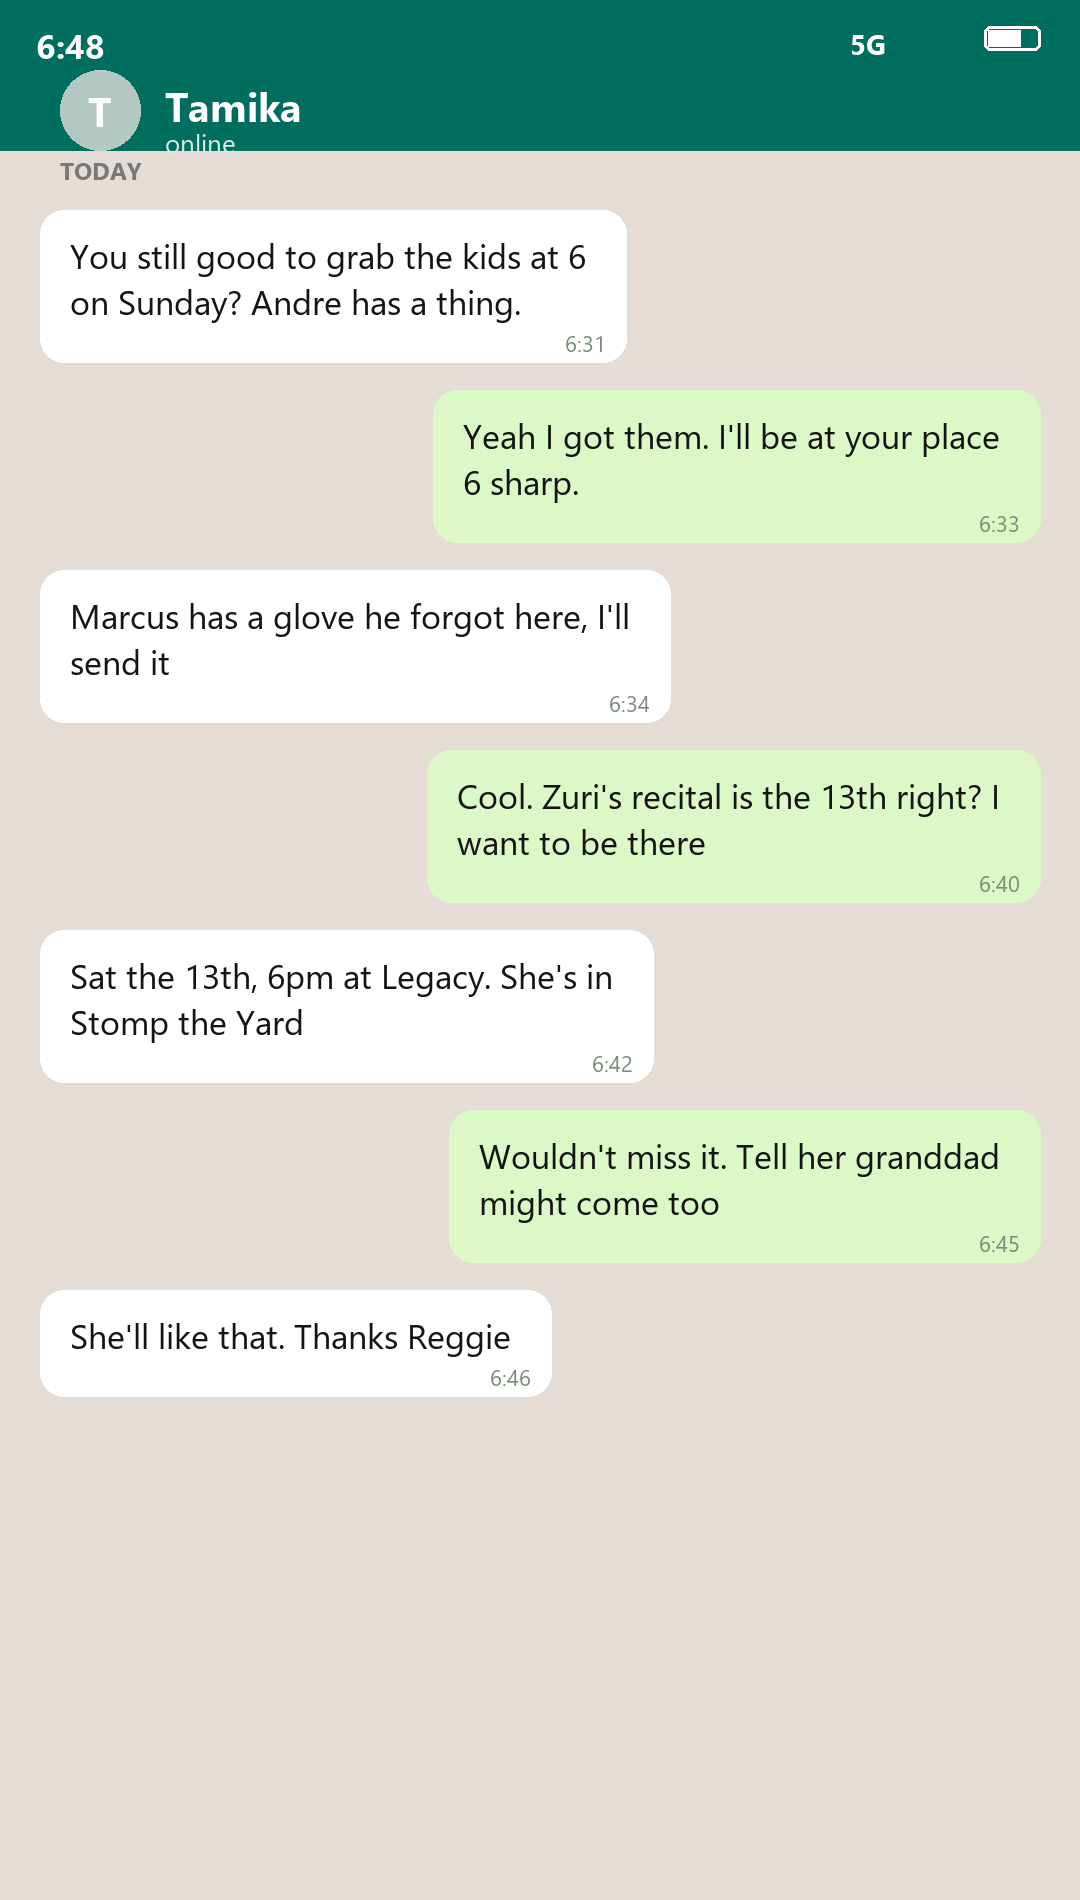 6:48
5G
T
Tamika
online
TODAY
You still good to grab the kids at 6
on Sunday? Andre has a thing.
6:31
Yeah I got them. I'll be at your place
6 sharp.
6:33
Marcus has a glove he forgot here, I'll
send it
6:34
Cool. Zuri's recital is the 13th right? I
want to be there
6:40
Sat the 13th, 6pm at Legacy. She's in
Stomp the Yard
6:42
Wouldn't miss it. Tell her granddad
might come too
6:45
She'll like that. Thanks Reggie
6:46